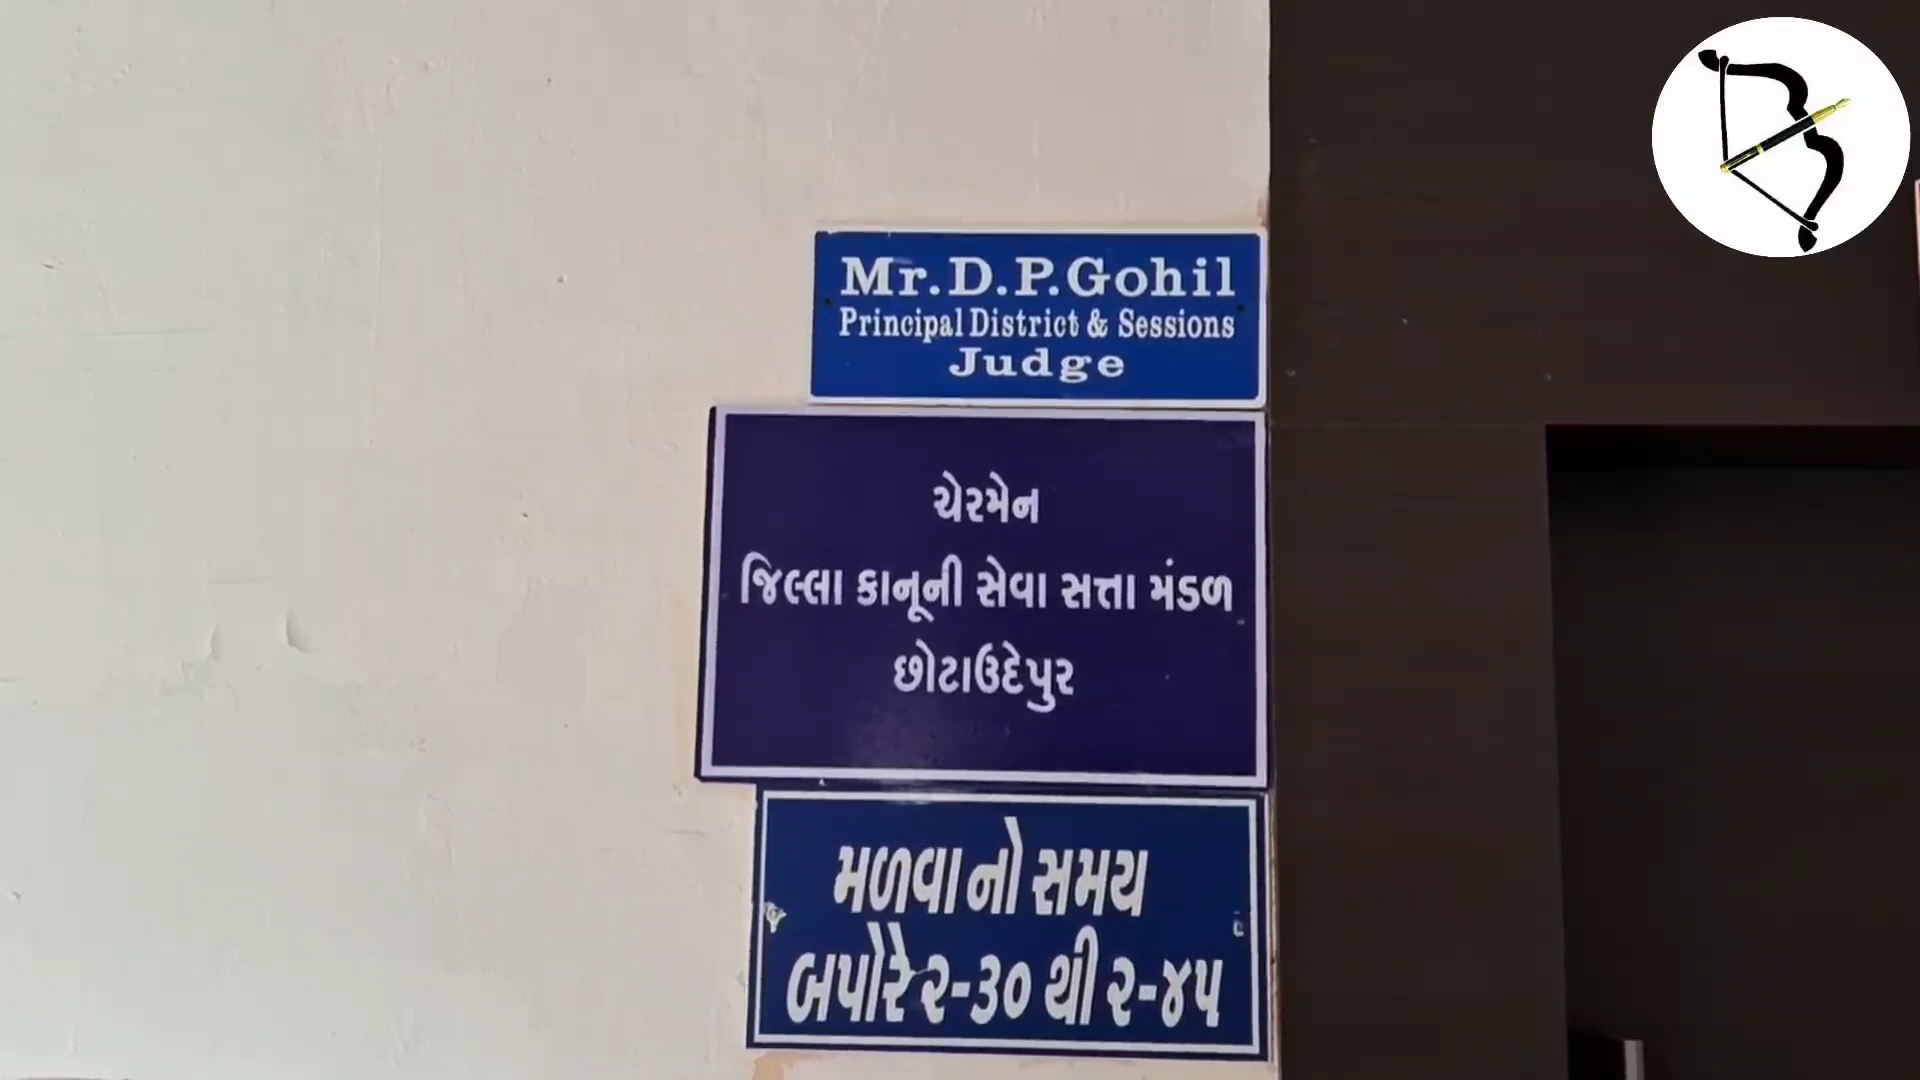 Mr. D. P. Gohil
Principal District & Sessions
Judge
ચેરમેન
જિલ્લા કાનૂની સેવા સત્તા મંડળ
છોટાઉદેપુર
મળવાનો સમય
બપોરે ૨-૩૦ થી ૨-૪૫